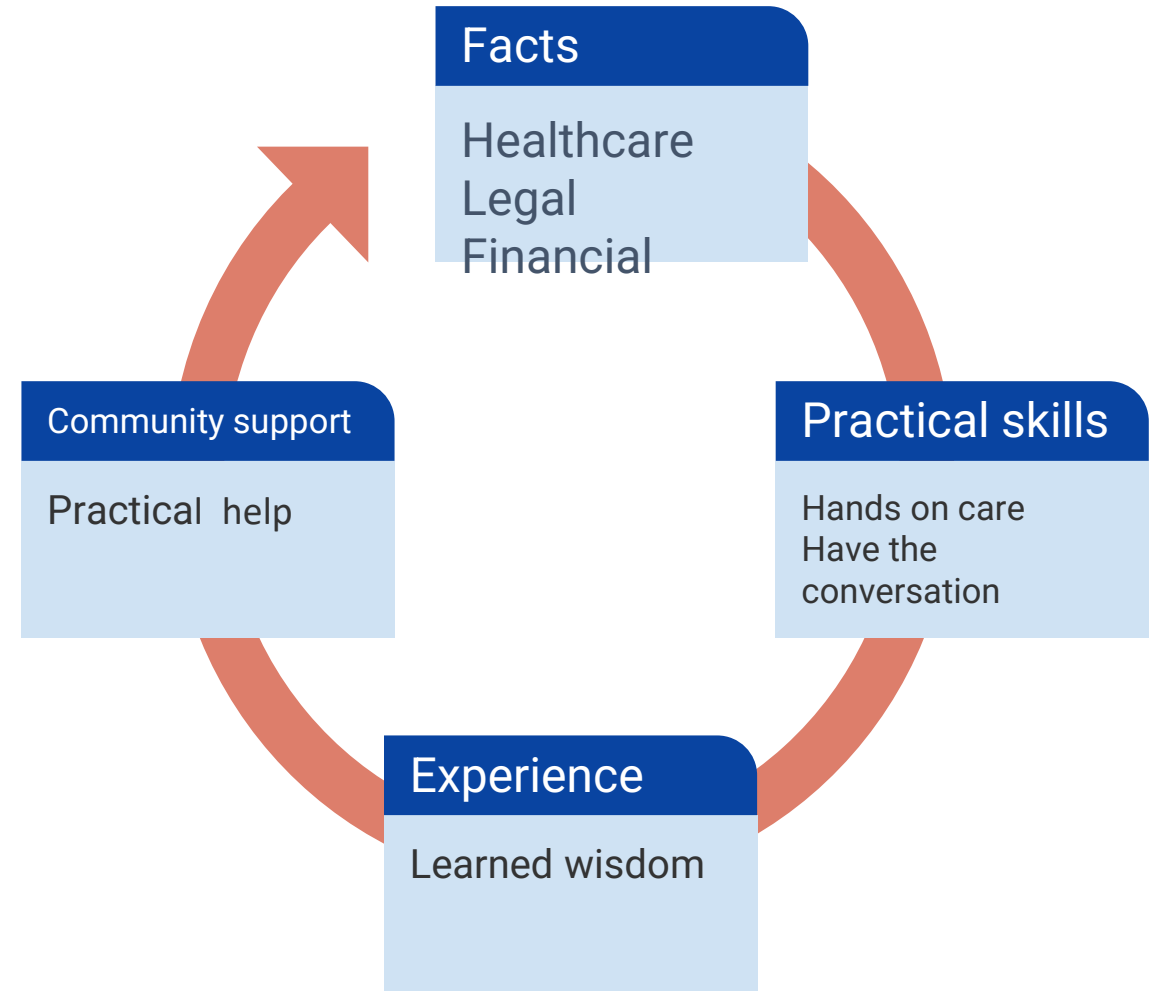 Facts
Healthcare
Legal
Financial
Practical skills
Hands on care
Have the
conversation
Experience
Learned wisdom
Community support
Practical help